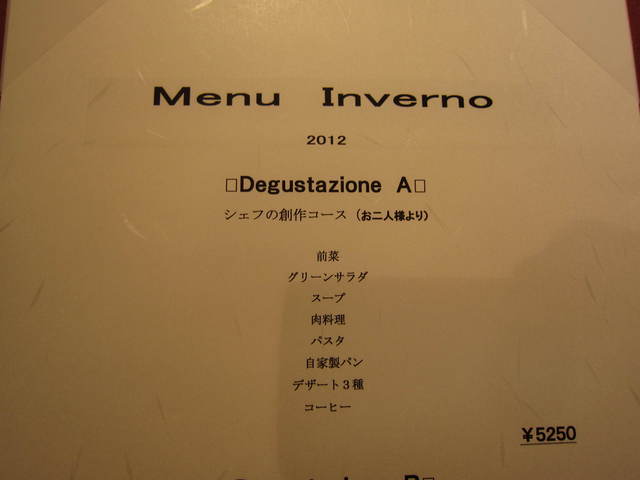 Menu Inverno
2012
□Degustazione A□
シェフの創作コース (お二人様より)
前菜
グリーンサラダ
スープ
肉料理
パスタ
自家製パン
デザート３種
コーヒー
￥5250